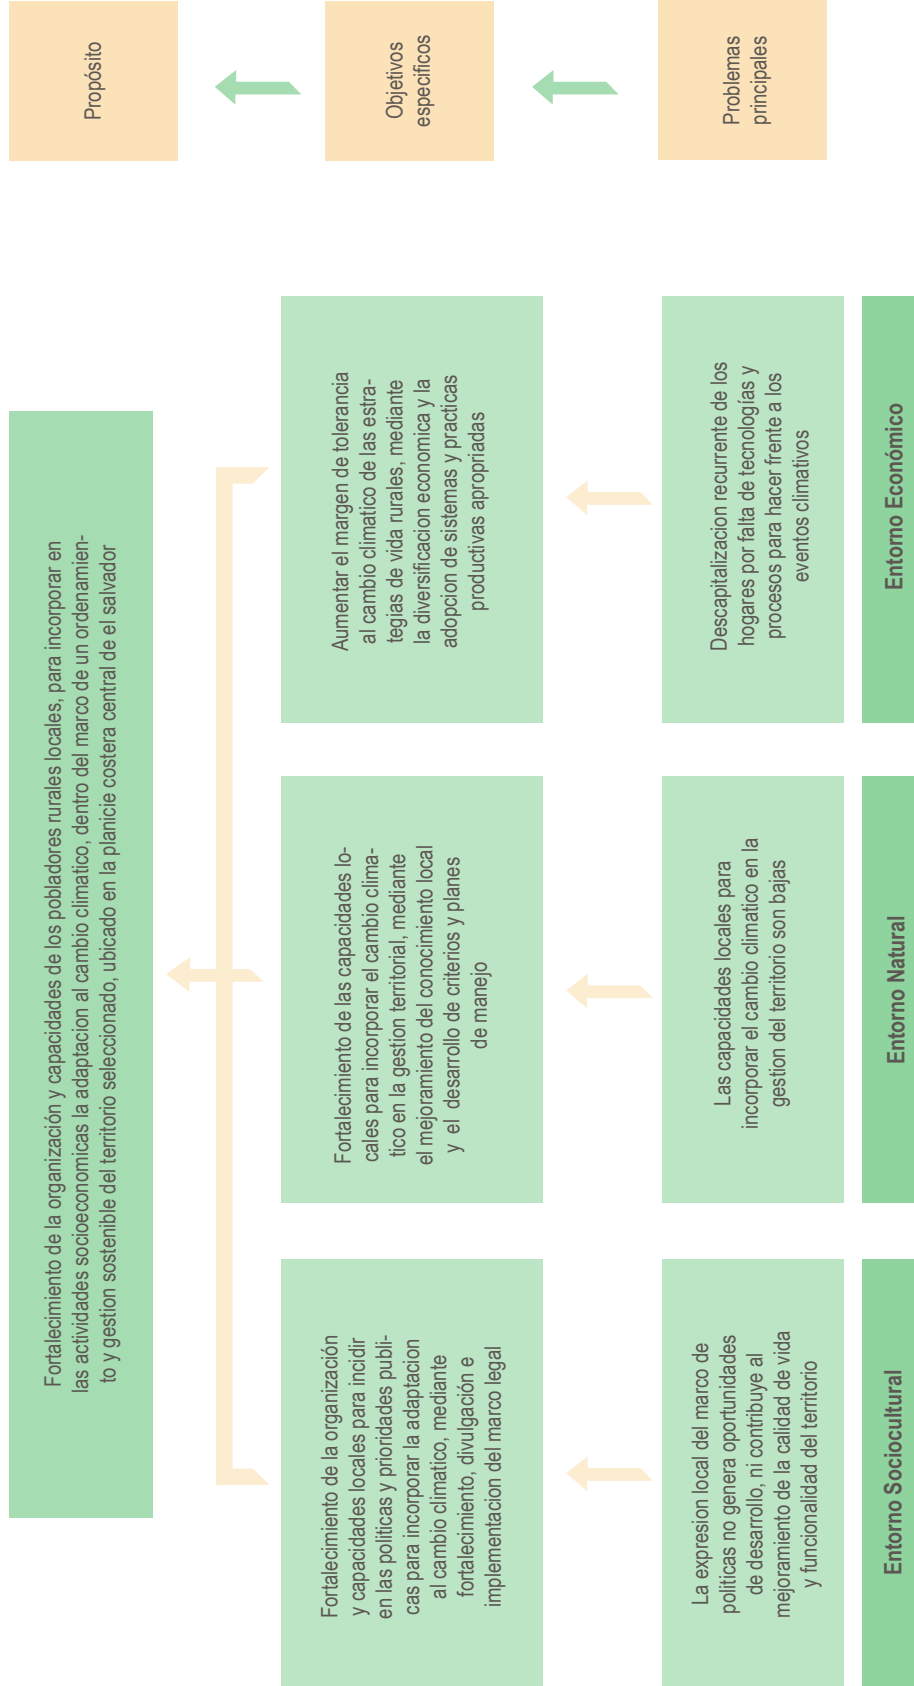 Fortalecimiento de la organización y capacidades de los pobladores rurales locales, para incorporar en
las actividades socioeconomicas la adaptacion al cambio climatico, dentro del marco de un ordenamien-
to y gestion sostenible del territorio seleccionado, ubicado en la planicie costera central de el salvador
Propósito
Fortalecimiento de la organización
y capacidades locales para incidir
en las politicas y prioridades publi-
cas para incorporar la adaptacion
al cambio climatico, mediante
fortalecimiento, divulgación e
implementacion del marco legal
Fortalecimiento de las capacidades lo-
cales para incorporar el cambio clima-
tico en la gestion territorial, mediante
el mejoramiento del conocimiento local
y el desarrollo de criterios y planes
de manejo
Aumentar el margen de tolerancia
al cambio climatico de las estra-
tegias de vida rurales, mediante
la diversificacion economica y la
adopcion de sistemas y practicas
productivas apropiadas
Objetivos
especificos
La expresion local del marco de
politicas no genera oportunidades
de desarrollo, ni contribuye al
mejoramiento de la calidad de vida
y funcionalidad del territorio
Las capacidades locales para
incorporar el cambio climatico en la
gestion del territorio son bajas
Descapitalizacion recurrente de los
hogares por falta de tecnologías y
procesos para hacer frente a los
eventos climativos
Problemas
principales
Entorno Sociocultural
Entorno Natural
Entorno Económico